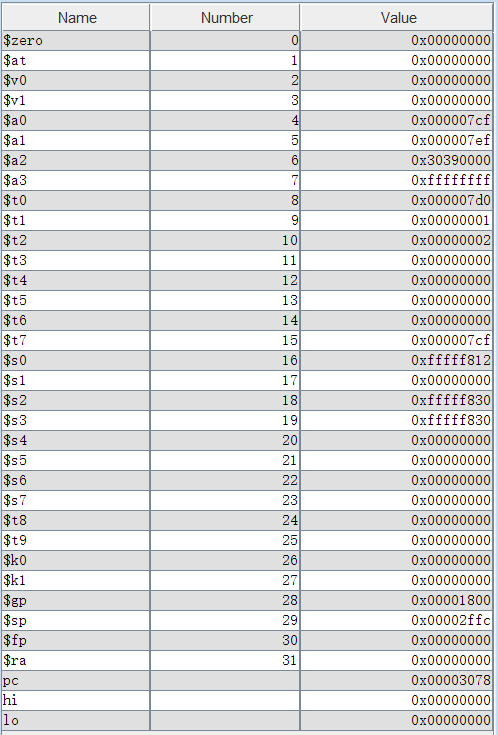 Name Number Value
$zero 0 0x00000000
$at 1 0x00000000
$v0 2 0x00000000
$v1 3 0x00000000
$a0 4 0x000007cf
$a1 5 0x000007ef
$a2 6 0x30390000
$a3 7 0xffffffff
$t0 8 0x000007d0
$t1 9 0x00000001
$t2 10 0x00000002
$t3 11 0x00000000
$t4 12 0x00000000
$t5 13 0x00000000
$t6 14 0x00000000
$t7 15 0x000007cf
$s0 16 0xfffff812
$s1 17 0x00000000
$s2 18 0xfffff830
$s3 19 0xfffff830
$s4 20 0x00000000
$s5 21 0x00000000
$s6 22 0x00000000
$s7 23 0x00000000
$t8 24 0x00000000
$t9 25 0x00000000
$k0 26 0x00000000
$k1 27 0x00000000
$gp 28 0x00001800
$sp 29 0x00002ffc
$fp 30 0x00000000
$ra 31 0x00000000
pc 0x00003078
hi 0x00000000
lo 0x00000000